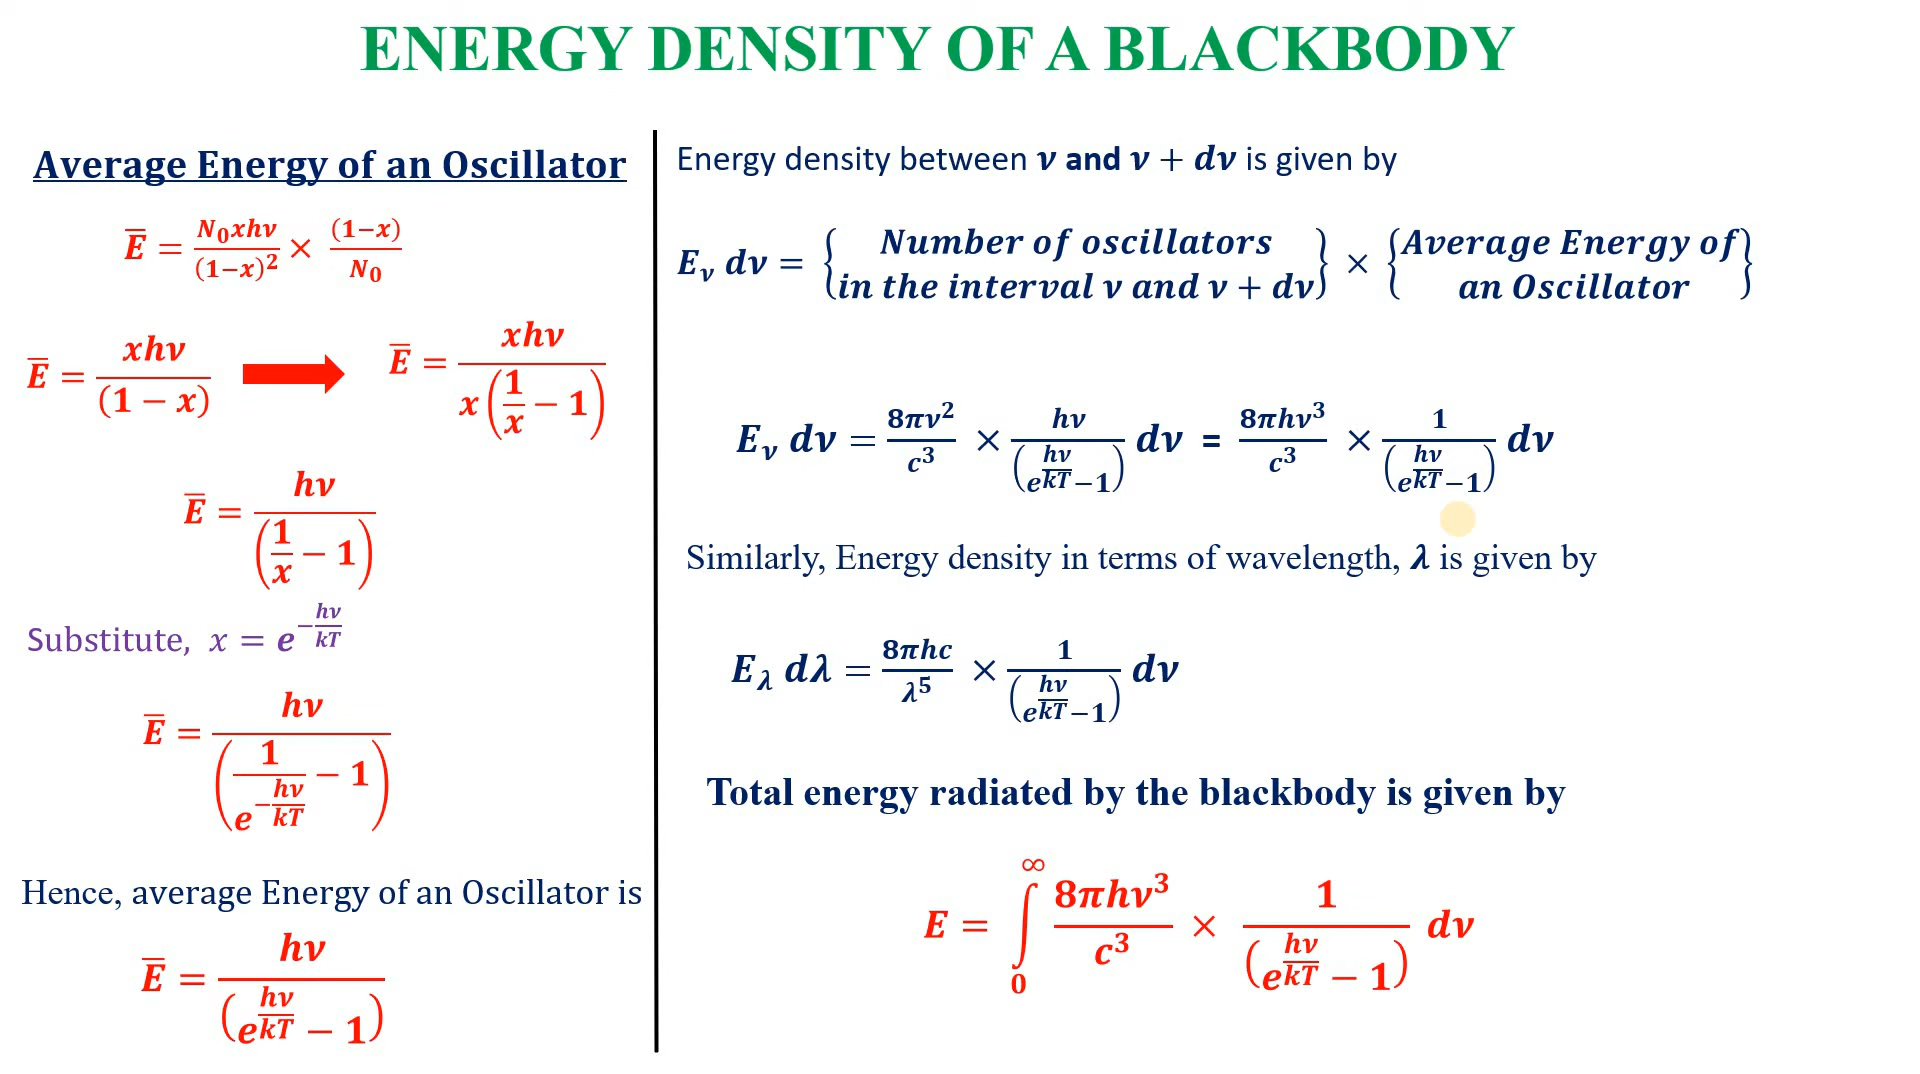 ENERGY DENSITY OF A BLACKBODY
Average Energy of an Oscillator
E̅ = N₀xhν/(1−x)² × (1−x)/N₀
E̅ = xhν/(1 − x) E̅ = xhν/(x(1/x − 1))
E̅ = hν/(1/x − 1)
Substitute, x = e^(−hν/kT)
E̅ = hν/(1/e^(−hν/kT) − 1)
Hence, average Energy of an Oscillator is
E̅ = hν/(e^(hν/kT) − 1)
Energy density between ν and ν + dν is given by
E_ν dν = {Number of oscillators in the interval ν and ν + dν} × {Average Energy of an Oscillator}
E_ν dν = 8πν²/c³ × hν/(e^(hν/kT)−1) dν = 8πhν³/c³ × 1/(e^(hν/kT)−1) dν
Similarly, Energy density in terms of wavelength, λ is given by
E_λ dλ = 8πhc/λ⁵ × 1/(e^(hν/kT)−1) dν
Total energy radiated by the blackbody is given by
E = ∫₀^∞ 8πhν³/c³ × 1/(e^(hν/kT) − 1) dν